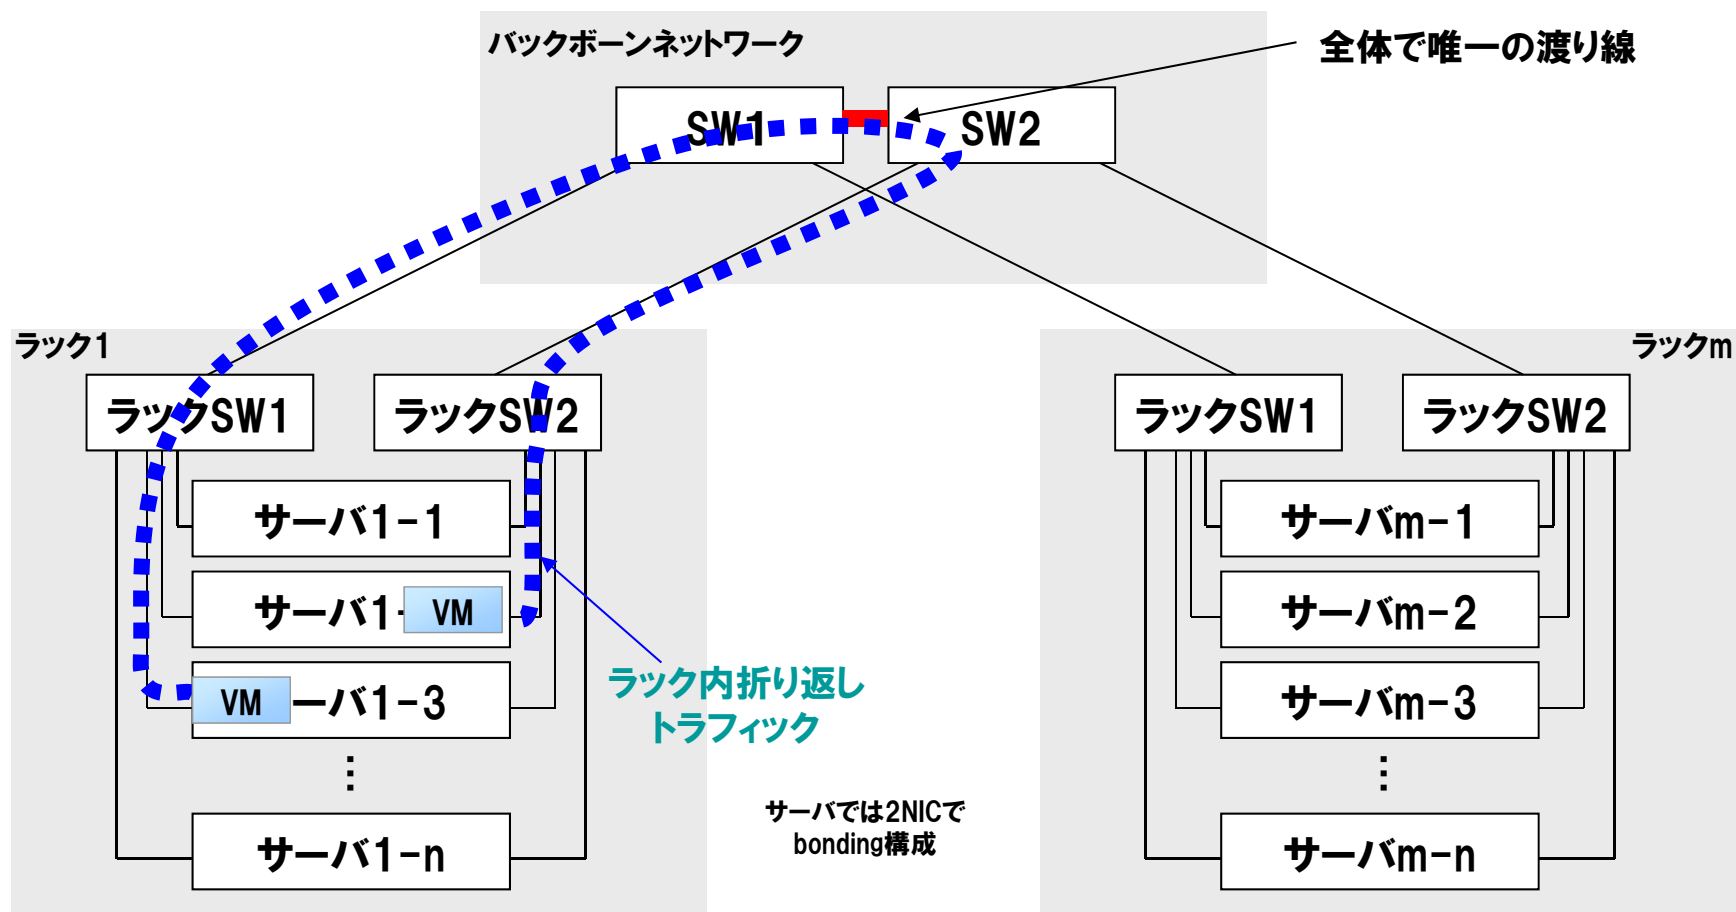 バックボーンネットワーク
全体で唯一の渡り線
SW1
SW2
ラック1
ラックm
ラックSW1
ラックSW2
ラックSW1
ラックSW2
サーバ1-1
サーバm-1
サーバ1-
VM
サーバm-2
VM
ーバ1-3
サーバm-3
ラック内折り返し
トラフィック
⋮
⋮
サーバでは2NICで
bonding構成
サーバ1-n
サーバm-n